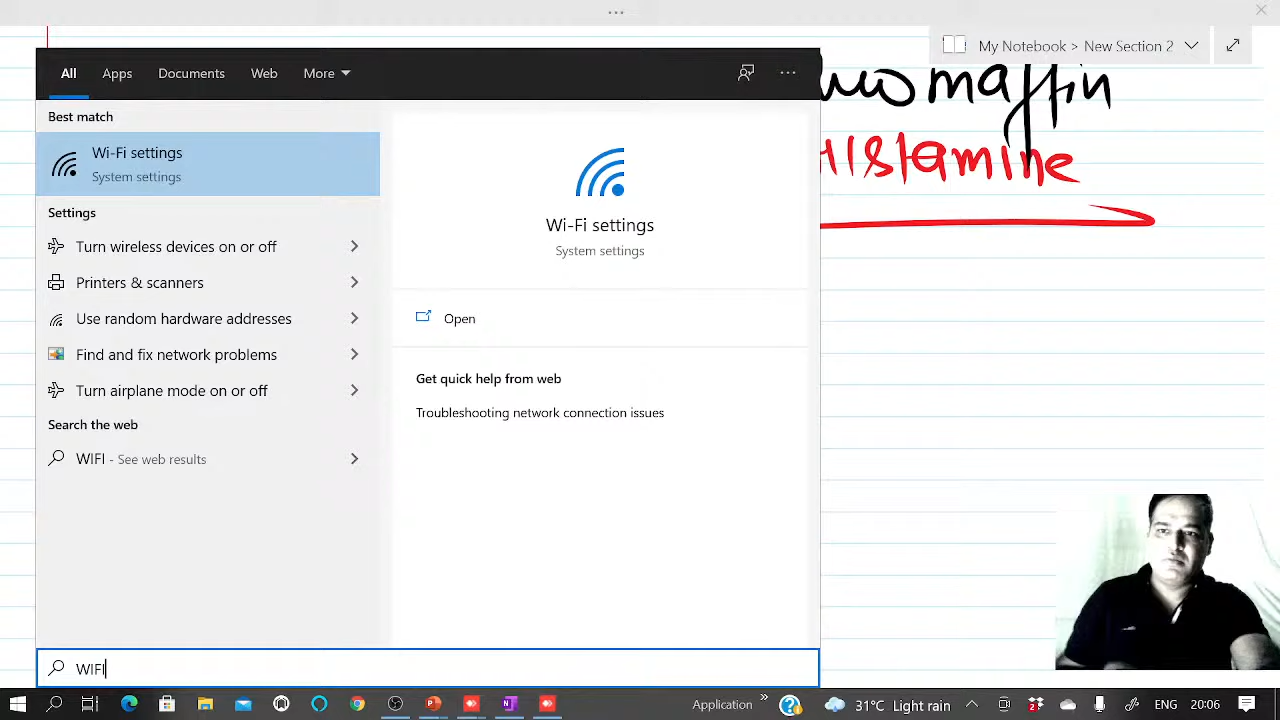 My Notebook > New Section 2
All Apps Documents Web More
Best match
Wi-Fi settings
System settings
Settings
Turn wireless devices on or off
Printers & scanners
Use random hardware addresses
Find and fix network problems
Turn airplane mode on or off
Search the web
WIFI - See web results
Wi-Fi settings
System settings
Open
Get quick help from web
Troubleshooting network connection issues
WIFI
Application
31°C Light rain
2
ENG
20:06